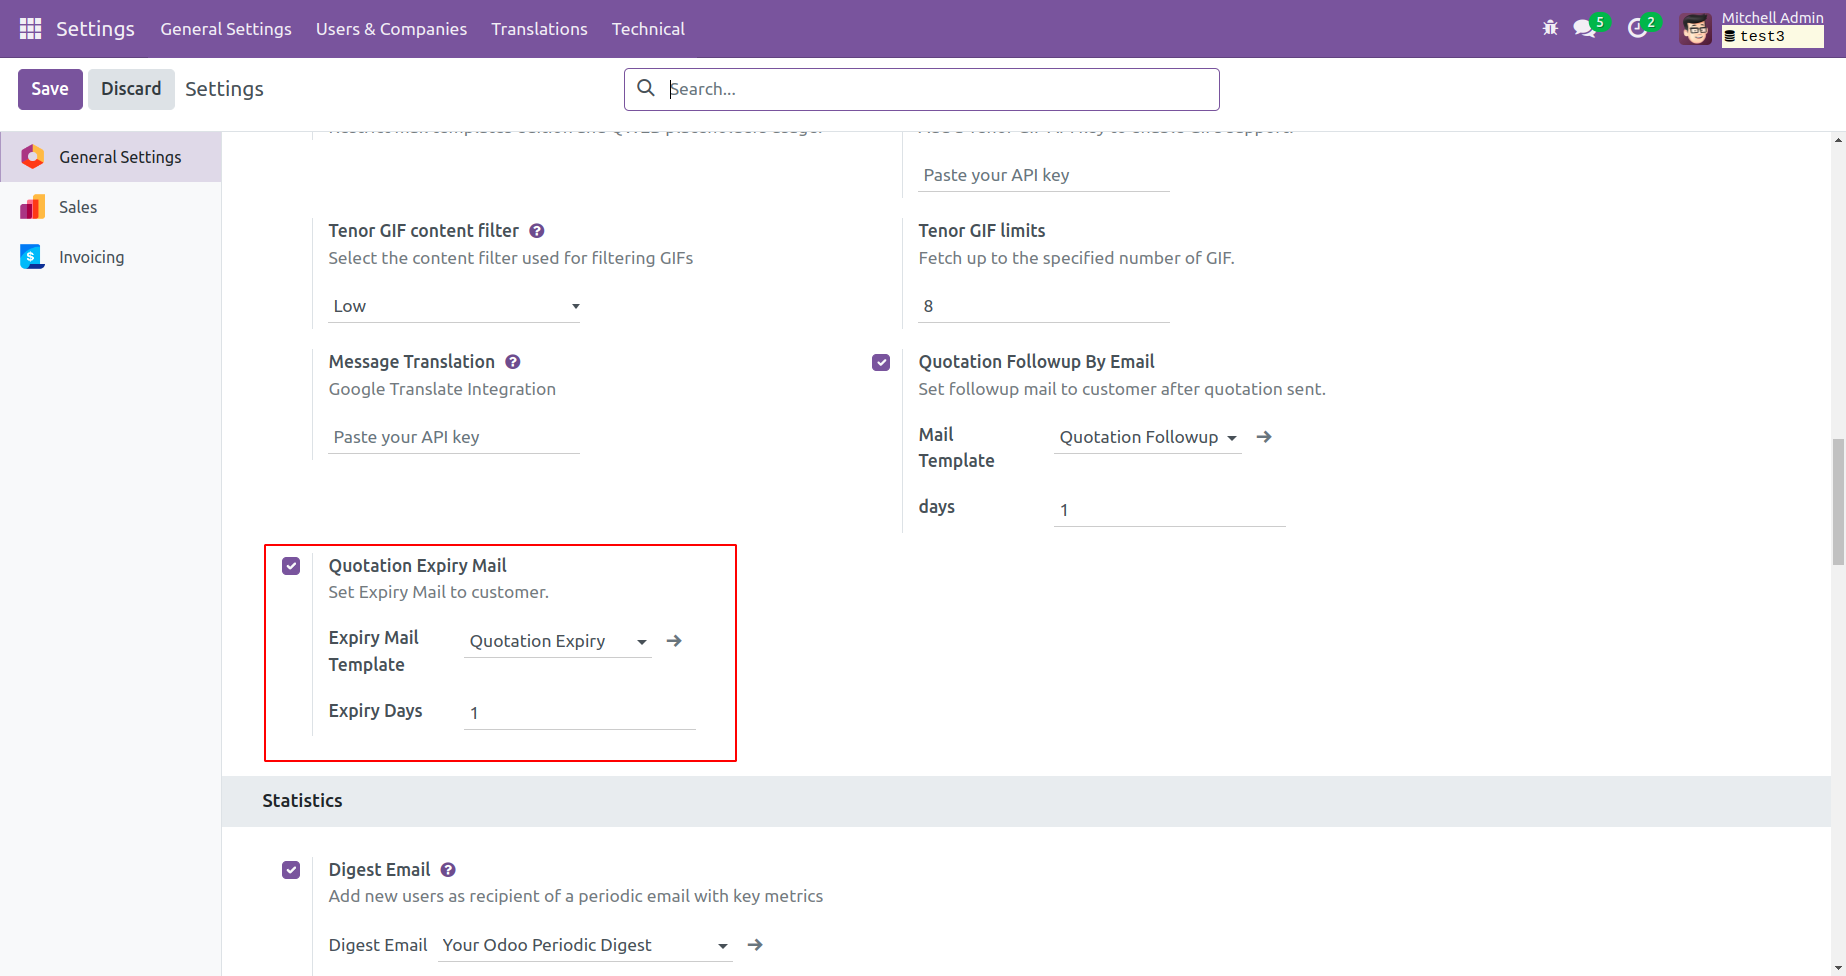 Settings General Settings Users & Companies Translations Technical 5 2 Mitchell Admin
test3
Save Discard Settings Search...
General Settings
Sales
Invoicing
Paste your API key
Tenor GIF content filter ? Tenor GIF limits
Select the content filter used for filtering GIFs Fetch up to the specified number of GIF.
Low 8
Message Translation ? Quotation Followup By Email
Google Translate Integration Set followup mail to customer after quotation sent.
Paste your API key
Mail Template Quotation Followup
days 1
Quotation Expiry Mail
Set Expiry Mail to customer.
Expiry Mail Template Quotation Expiry
Expiry Days 1
Statistics
Digest Email ?
Add new users as recipient of a periodic email with key metrics
Digest Email Your Odoo Periodic Digest